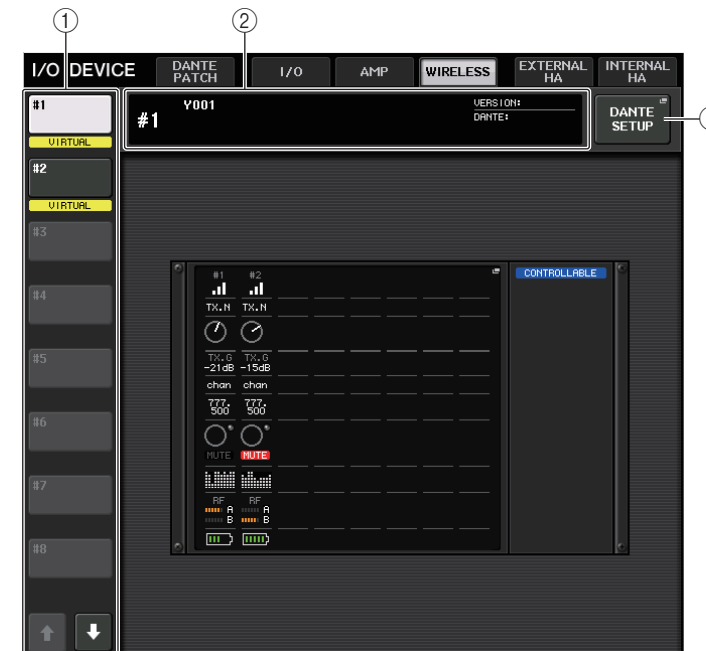 ① ②
I/O DEVICE DANTE PATCH I/O AMP WIRELESS EXTERNAL HA INTERNAL HA
#1 Y001 VERSION:
DANTE:
DANTE SETUP
#1
VIRTUAL
#2
VIRTUAL
#3
#4
#5
#6
#7
#8
#1 #2 CONTROLLABLE
TX.N TX.N
TX.G TX.G
-21dB -15dB
chan chan
777. 777.
500 500
MUTE MUTE
RF RF
A A
B B